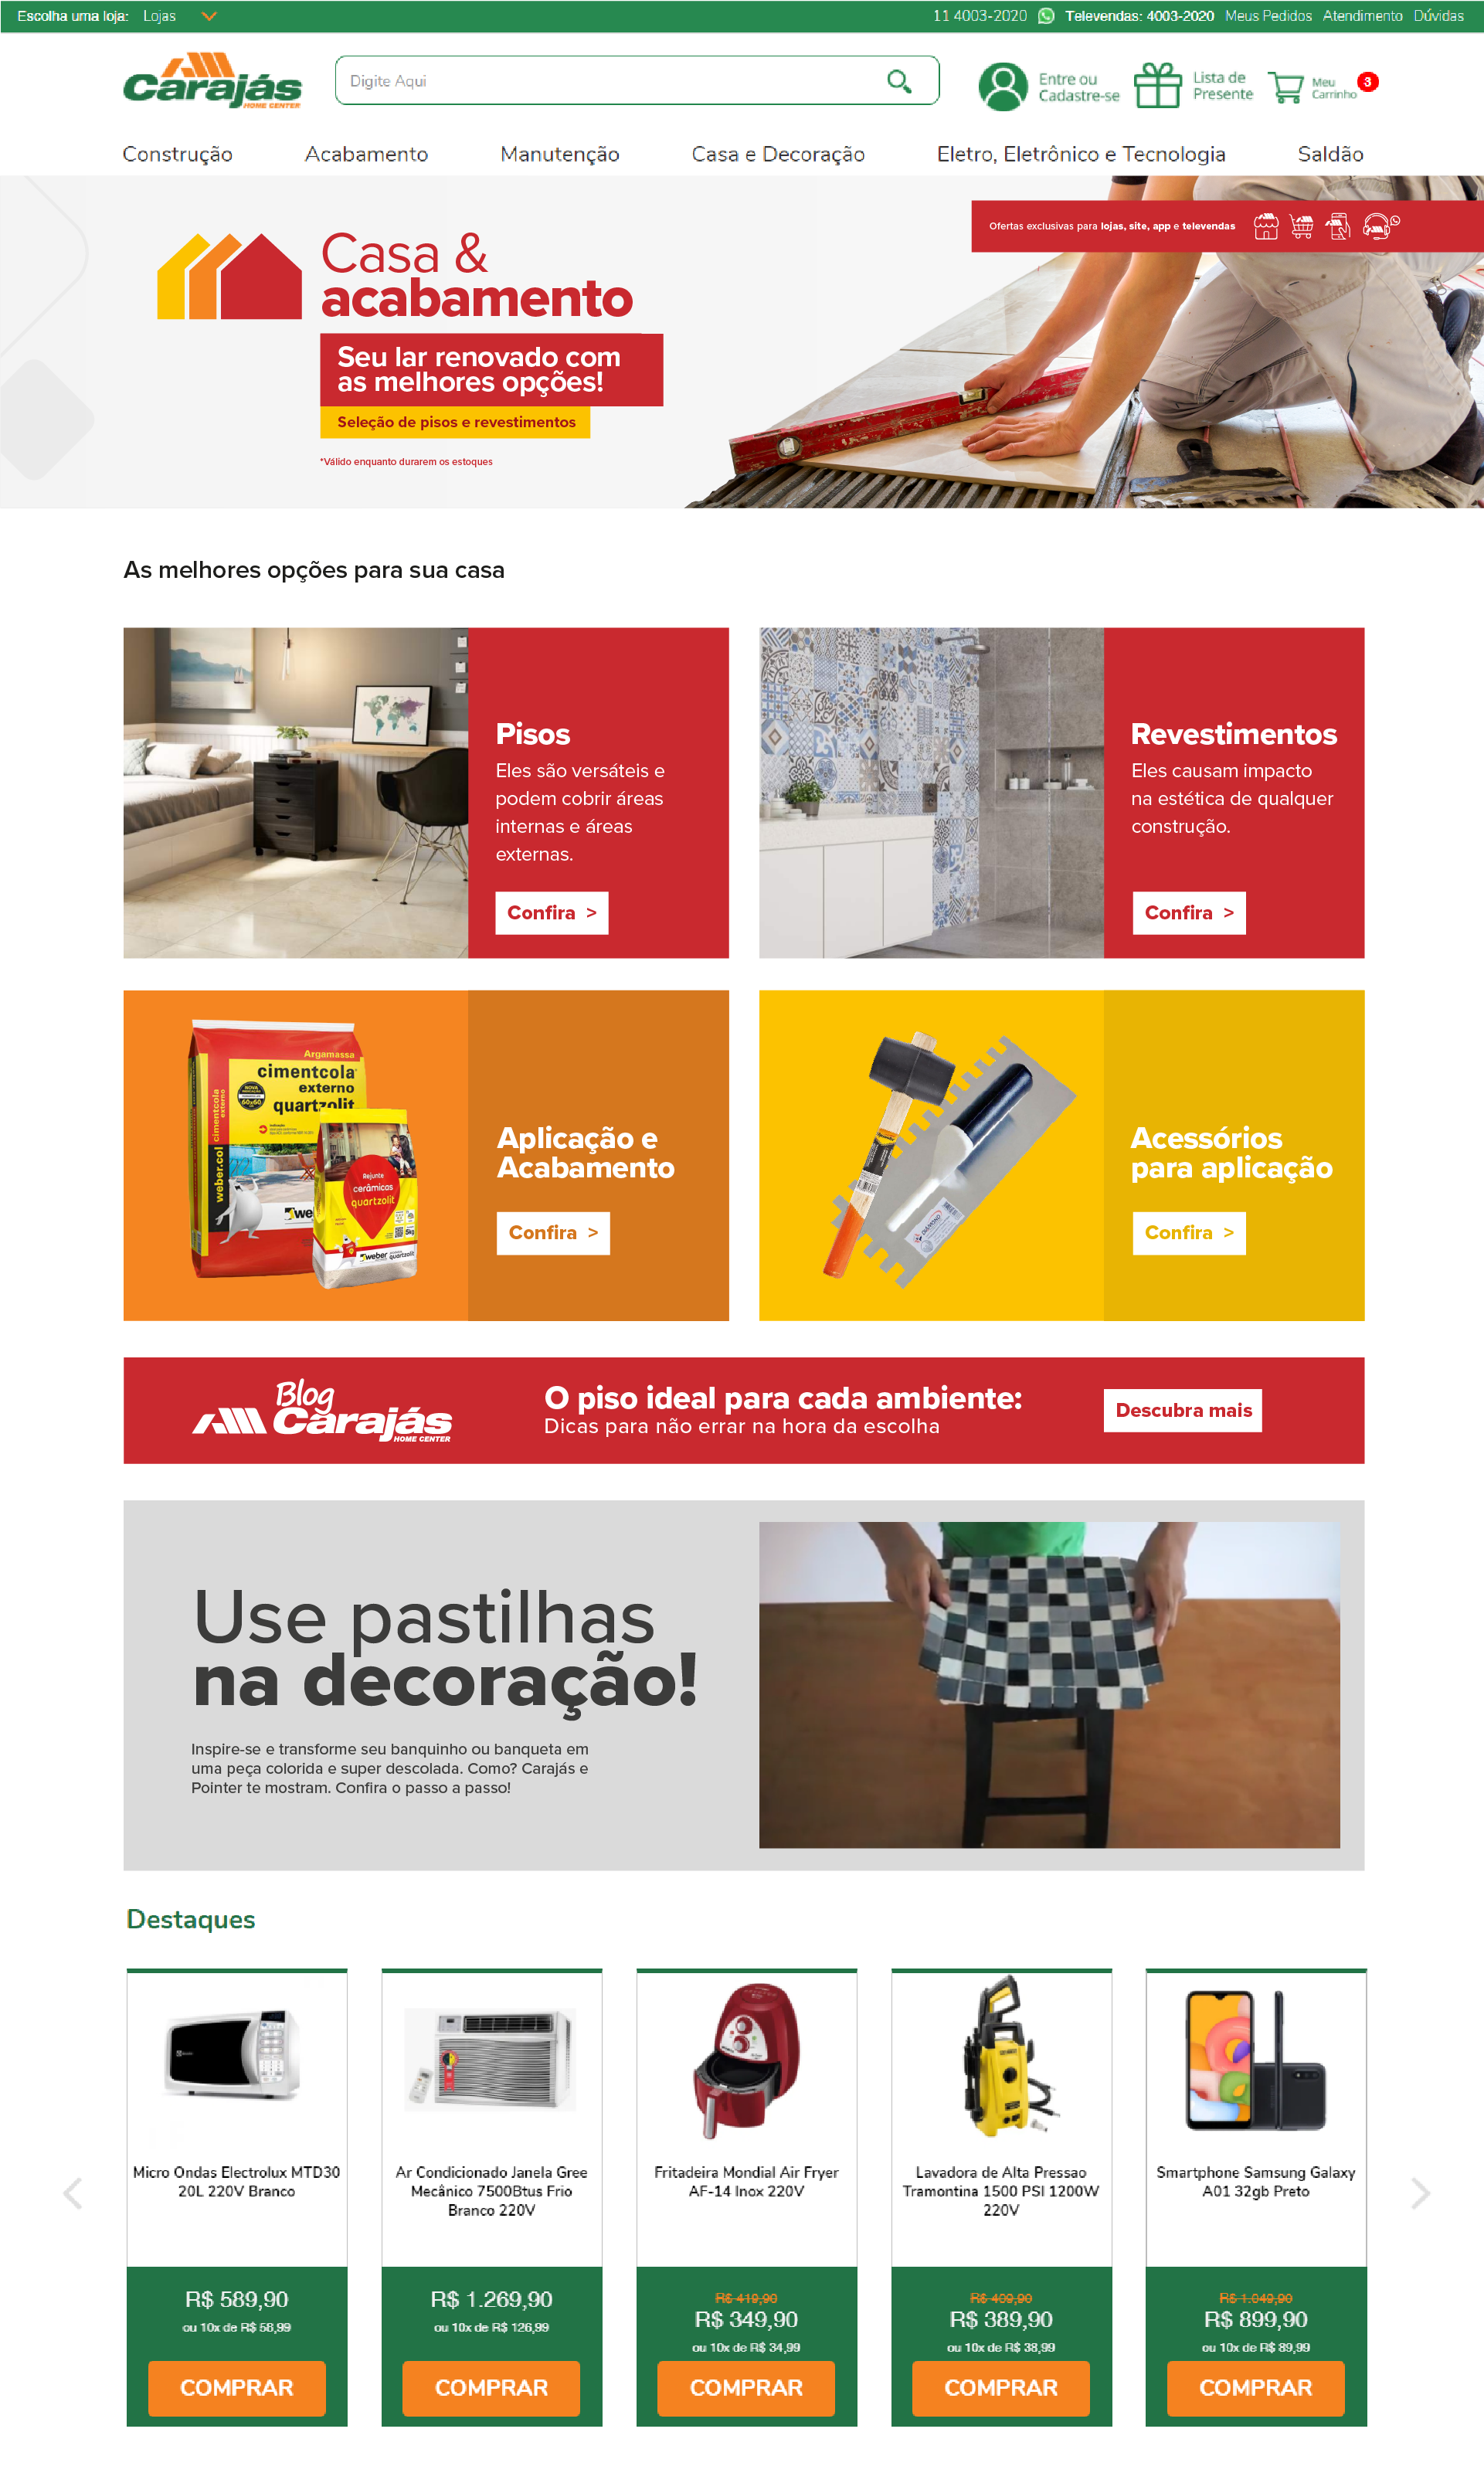 Escolha uma loja: Lojas
11 4003-2020 Televendas: 4003-2020 Meus Pedidos Atendimento Dúvidas
Carajás
HOME CENTER
Digite Aqui
Entre ou
Cadastre-se
Lista de
Presente
Meu
Carrinho
3
Construção Acabamento Manutenção Casa e Decoração Eletro, Eletrônico e Tecnologia Saldão
Ofertas exclusivas para lojas, site, app e televendas
Casa &
acabamento
Seu lar renovado com
as melhores opções!
Seleção de pisos e revestimentos
*Válido enquanto durarem os estoques
As melhores opções para sua casa
Pisos
Eles são versáteis e
podem cobrir áreas
internas e áreas
externas.
Confira >
Revestimentos
Eles causam impacto
na estética de qualquer
construção.
Confira >
Argamassa
cimentcola
externo
quartzolit
cimentcola
externo
weber.col
60x60
Rejunte
cerâmicas
quartzolit
5kg
weber
quartzolit
Aplicação e
Acabamento
Confira >
Acessórios
para aplicação
Confira >
Blog
Carajás
HOME CENTER
O piso ideal para cada ambiente:
Dicas para não errar na hora da escolha
Descubra mais
Use pastilhas
na decoração!
Inspire-se e transforme seu banquinho ou banqueta em
uma peça colorida e super descolada. Como? Carajás e
Pointer te mostram. Confira o passo a passo!
Destaques
Micro Ondas Electrolux MTD30
20L 220V Branco
R$ 589,90
ou 10x de R$ 58,99
COMPRAR
Ar Condicionado Janela Gree
Mecânico 7500Btus Frio
Branco 220V
R$ 1.269,90
ou 10x de R$ 126,99
COMPRAR
Fritadeira Mondial Air Fryer
AF-14 Inox 220V
R$ 419,90
R$ 349,90
ou 10x de R$ 34,99
COMPRAR
Lavadora de Alta Pressao
Tramontina 1500 PSI 1200W
220V
R$ 409,90
R$ 389,90
ou 10x de R$ 38,99
COMPRAR
Smartphone Samsung Galaxy
A01 32gb Preto
R$ 1.049,90
R$ 899,90
ou 10x de R$ 89,99
COMPRAR